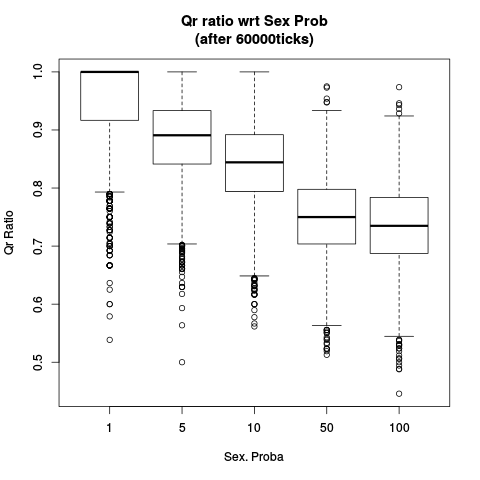 Qr ratio wrt Sex Prob
(after 60000ticks)
Qr Ratio
1.0
0.9
0.8
0.7
0.6
0.5
1 5 10 50 100
Sex. Proba